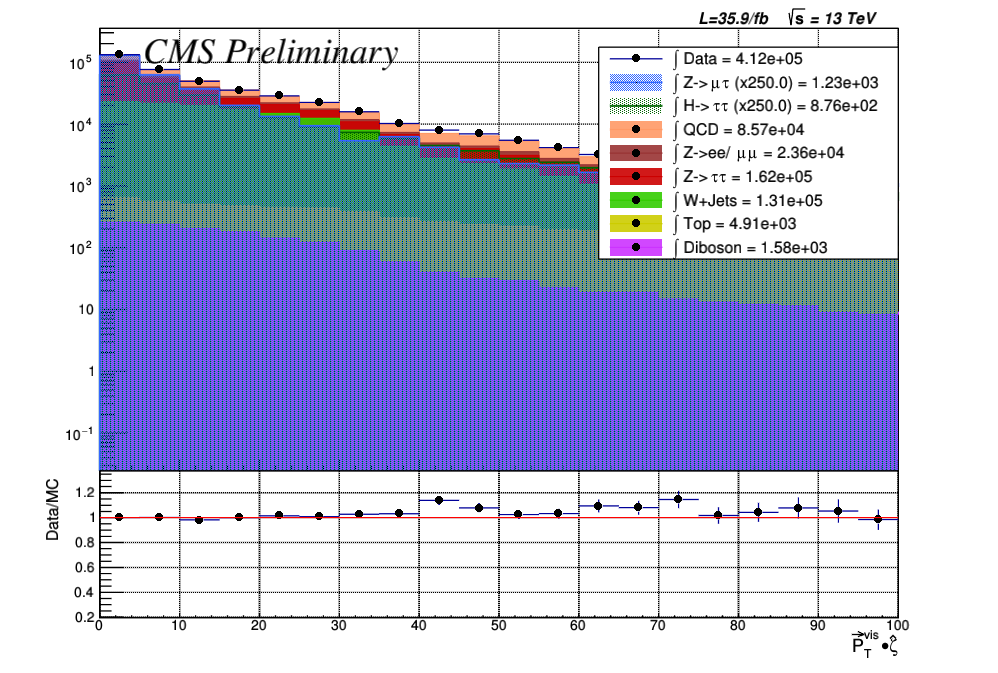 L=35.9/fb √s = 13 TeV
CMS Preliminary
∫ Data = 4.12e+05
∫ Z->μτ (x250.0) = 1.23e+03
∫ H->ττ (x250.0) = 8.76e+02
∫ QCD = 8.57e+04
∫ Z->ee/ μμ = 2.36e+04
∫ Z->ττ = 1.62e+05
∫ W+Jets = 1.31e+05
∫ Top = 4.91e+03
∫ Diboson = 1.58e+03
10⁵
10⁴
10³
10²
10
1
10⁻¹
Data/MC
1.2
1
0.8
0.6
0.4
0.2
0 10 20 30 40 50 60 70 80 90 100
P⃗_T^vis •ζ̂